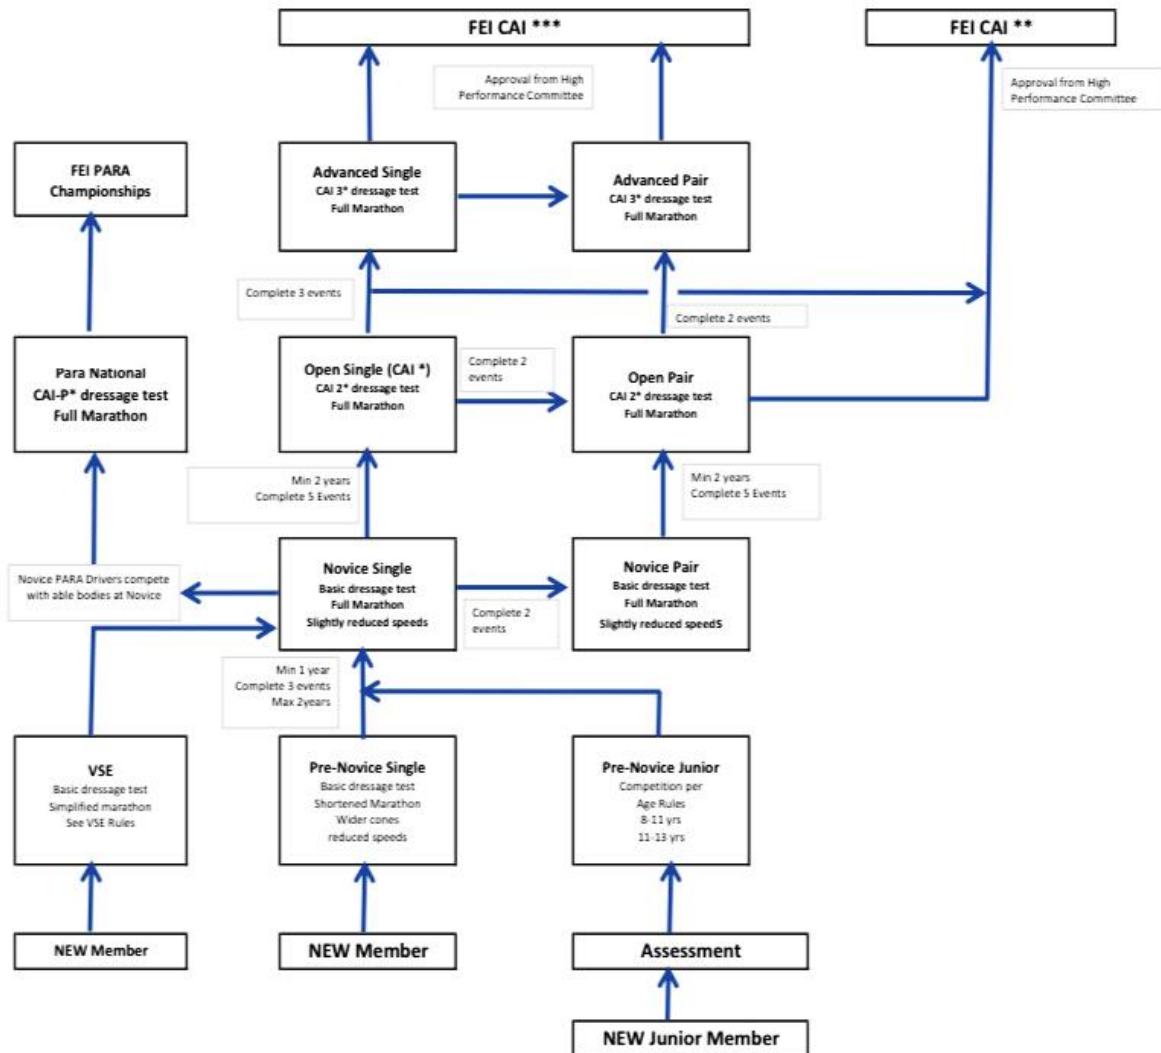 FEI CAI ***
FEI CAI **
Approval from High
Performance Committee
Approval from High
Performance Committee
FEI PARA
Championships
Advanced Single
CAI 3* dressage test
Full Marathon
Advanced Pair
CAI 3* dressage test
Full Marathon
Complete 3 events
Complete 2 events
Para National
CAI-P* dressage test
Full Marathon
Open Single (CAI *)
CAI 2* dressage test
Full Marathon
Complete 2
events
Open Pair
CAI 2* dressage test
Full Marathon
Min 2 years
Complete 5 Events
Min 2 years
Complete 5 Events
Novice PARA Drivers compete
with able bodies at Novice
Novice Single
Basic dressage test
Full Marathon
Slightly reduced speeds
Complete 2
events
Novice Pair
Basic dressage test
Full Marathon
Slightly reduced speedS
Min 1 year
Complete 3 events
Max 2years
VSE
Basic dressage test
Simplified marathon
See VSE Rules
Pre-Novice Single
Basic dressage test
Shortened Marathon
Wider cones
reduced speeds
Pre-Novice Junior
Competition per
Age Rules
8-11 yrs
11-13 yrs
NEW Member
NEW Member
Assessment
NEW Junior Member